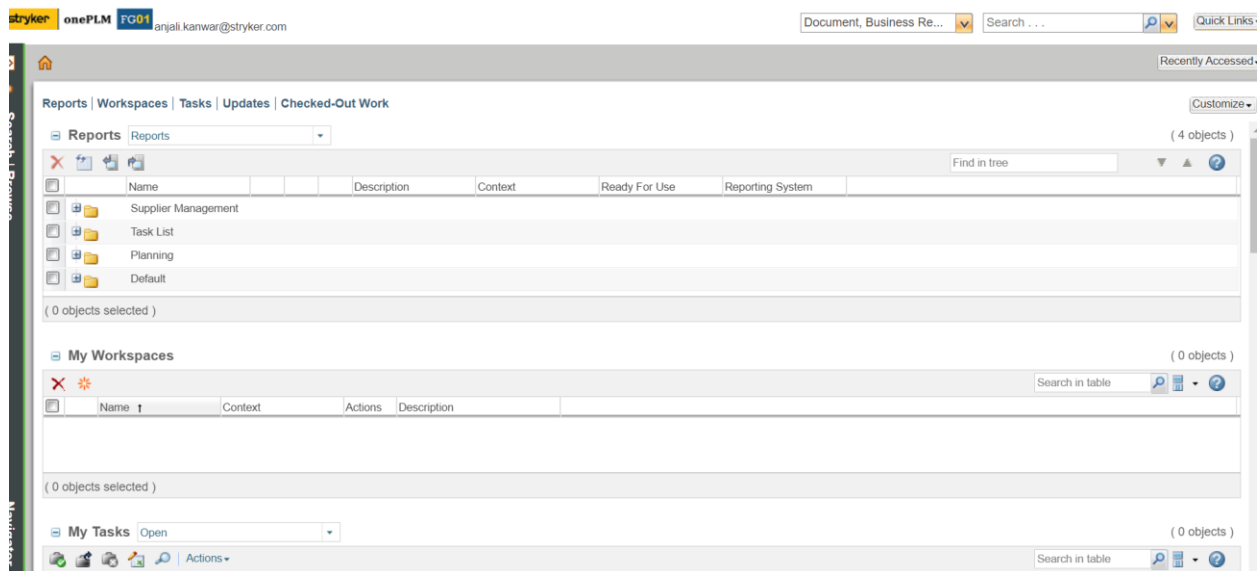 stryker onePLM FG01 anjali.kanwar@stryker.com Document, Business Re... Search . . . Quick Links
Recently Accessed
Reports | Workspaces | Tasks | Updates | Checked-Out Work Customize
Reports Reports ( 4 objects )
Find in tree
Name Description Context Ready For Use Reporting System
Supplier Management
Task List
Planning
Default
( 0 objects selected )
My Workspaces ( 0 objects )
Search in table
Name Context Actions Description
( 0 objects selected )
My Tasks Open ( 0 objects )
Actions Search in table